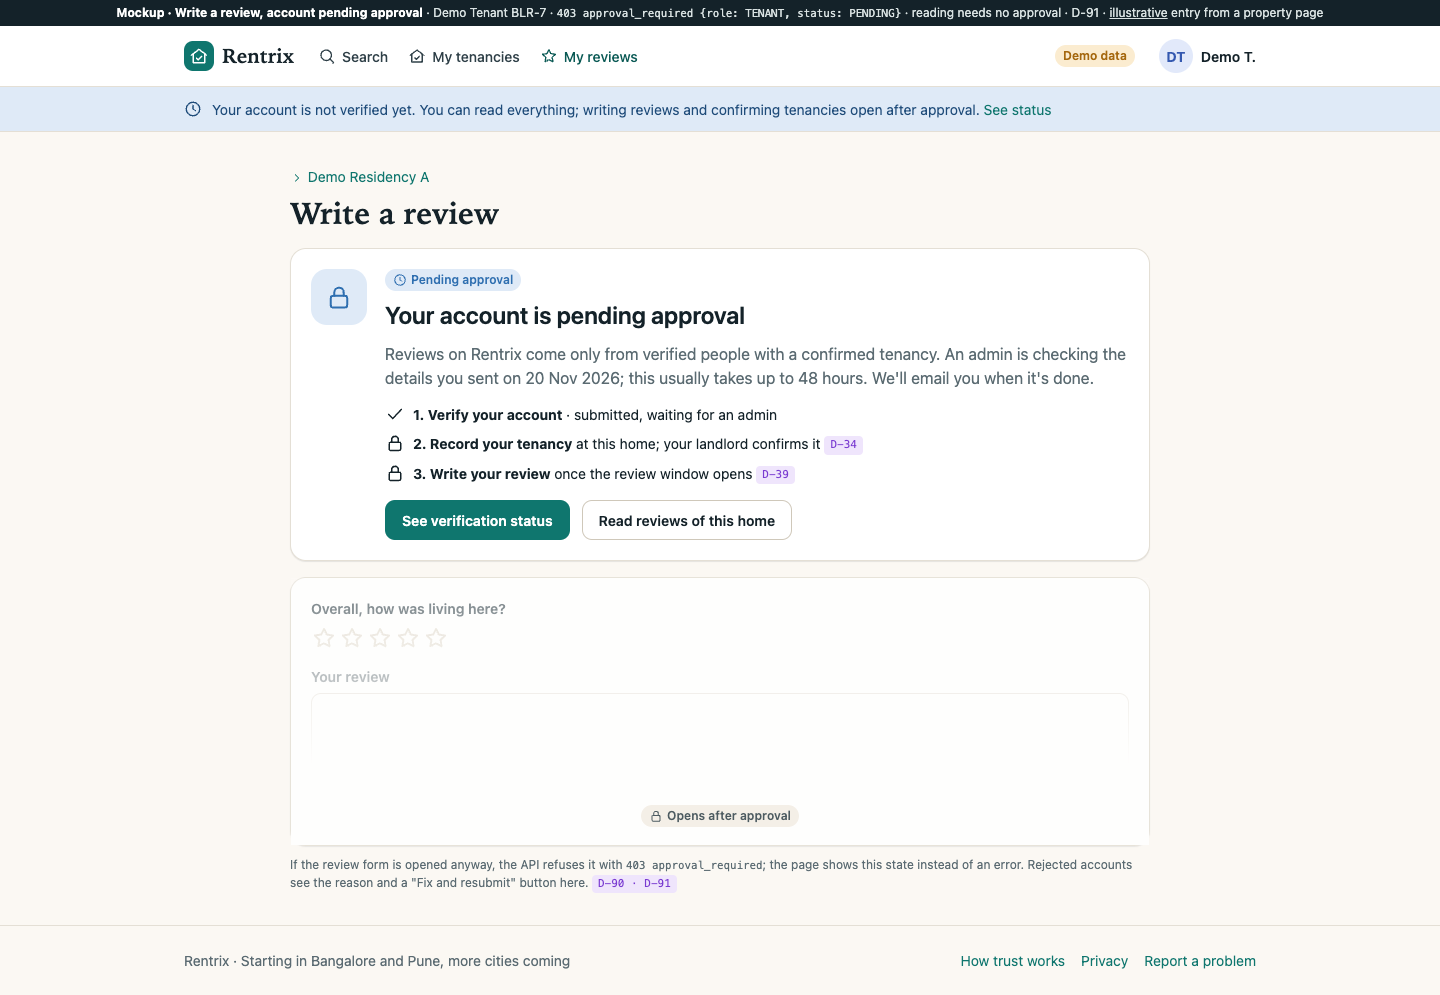 Mockup · Write a review, account pending approval · Demo Tenant BLR-7 · 403 approval_required {role: TENANT, status: PENDING} · reading needs no approval · D-91 · illustrative entry from a property page
Rentrix Search My tenancies My reviews Demo data DT Demo T.
Your account is not verified yet. You can read everything; writing reviews and confirming tenancies open after approval. See status
Demo Residency A
Write a review
Pending approval
Your account is pending approval
Reviews on Rentrix come only from verified people with a confirmed tenancy. An admin is checking the
details you sent on 20 Nov 2026; this usually takes up to 48 hours. We'll email you when it's done.
1. Verify your account · submitted, waiting for an admin
2. Record your tenancy at this home; your landlord confirms it D-34
3. Write your review once the review window opens D-39
See verification status Read reviews of this home
Overall, how was living here?
Your review
Opens after approval
If the review form is opened anyway, the API refuses it with 403 approval_required; the page shows this state instead of an error. Rejected accounts
see the reason and a "Fix and resubmit" button here. D-90 · D-91
Rentrix · Starting in Bangalore and Pune, more cities coming How trust works Privacy Report a problem